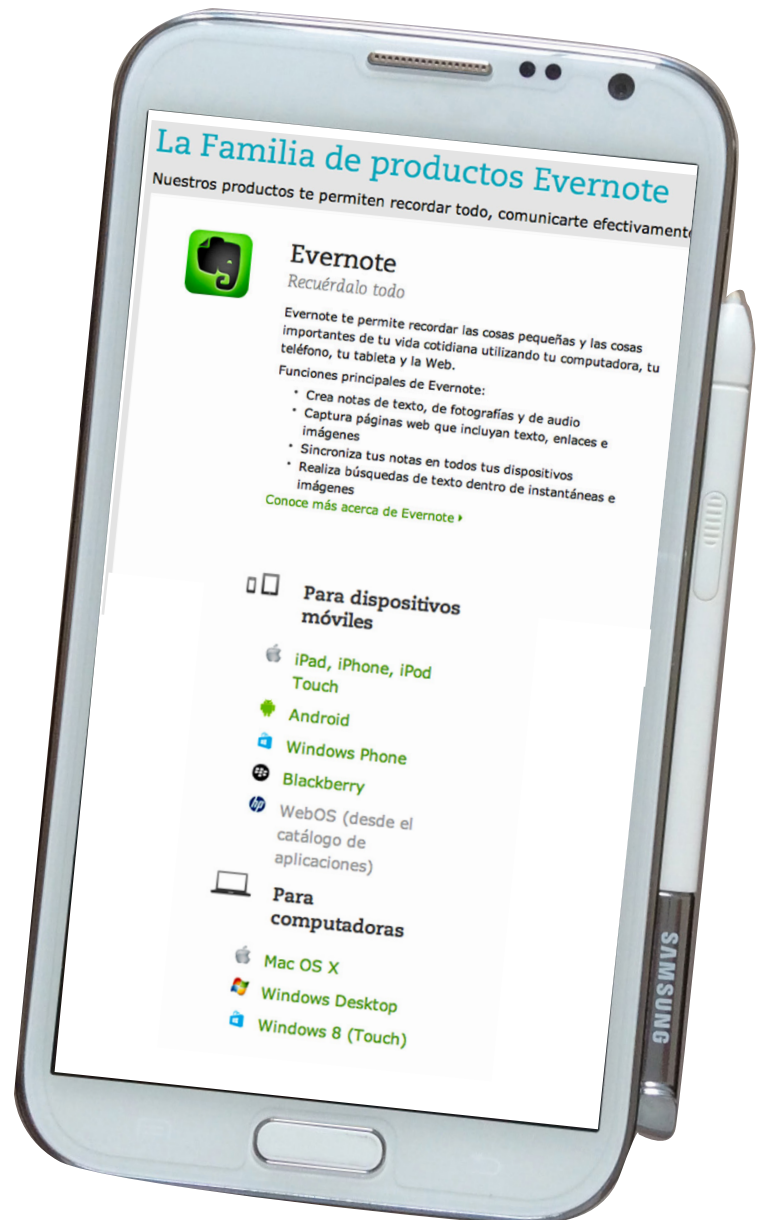 La Familia de productos Evernote
Nuestros productos te permiten recordar todo, comunicarte efectivamente
Evernote
Recuérdalo todo
Evernote te permite recordar las cosas pequeñas y las cosas
importantes de tu vida cotidiana utilizando tu computadora, tu
teléfono, tu tableta y la Web.
Funciones principales de Evernote:
• Crea notas de texto, de fotografías y de audio
• Captura páginas web que incluyan texto, enlaces e
imágenes
• Sincroniza tus notas en todos tus dispositivos
• Realiza búsquedas de texto dentro de instantáneas e
imágenes
Conoce más acerca de Evernote
Para dispositivos
móviles
iPad, iPhone, iPod
Touch
Android
Windows Phone
Blackberry
hp
WebOS (desde el
catálogo de
aplicaciones)
Para
computadoras
Mac OS X
Windows Desktop
Windows 8 (Touch)
SAMSUNG